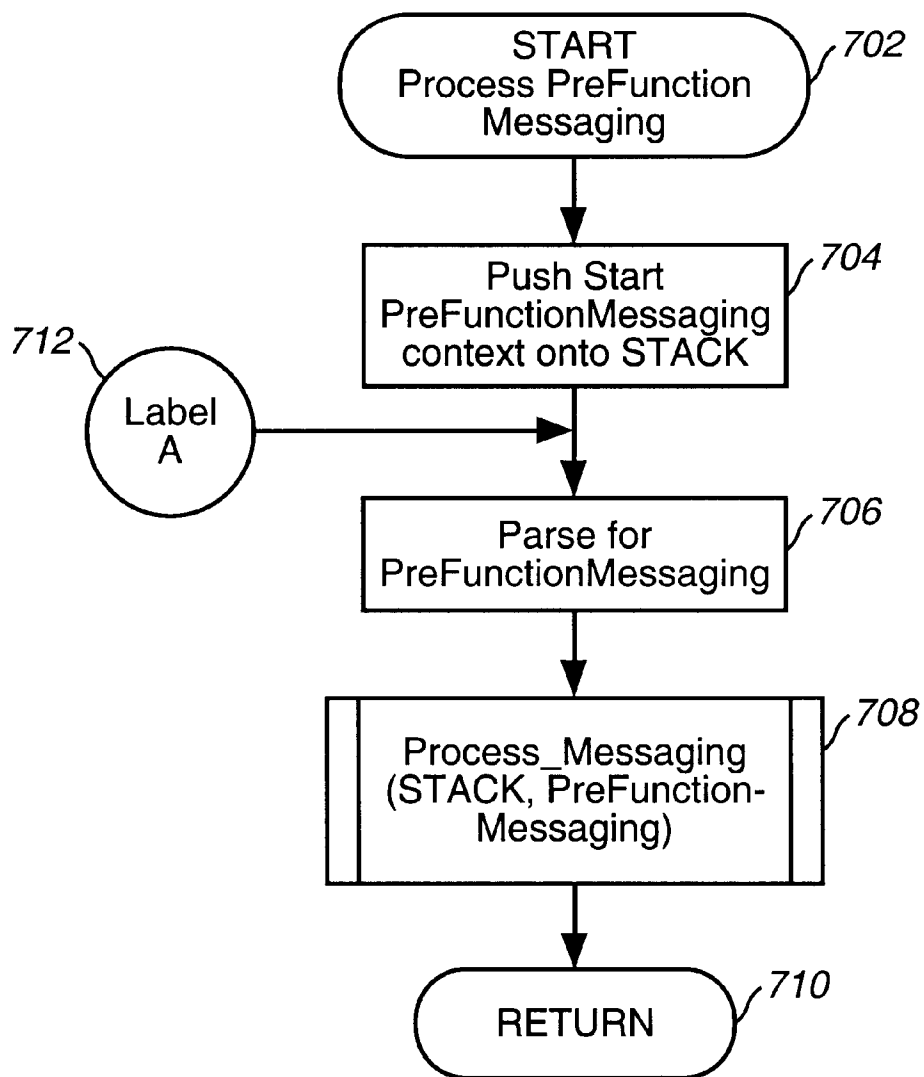 START
Process PreFunction
Messaging
702
Push Start
PreFunctionMessaging
context onto STACK
704
712
Label
A
Parse for
PreFunctionMessaging
706
Process_Messaging
(STACK, PreFunction-
Messaging)
708
RETURN
710